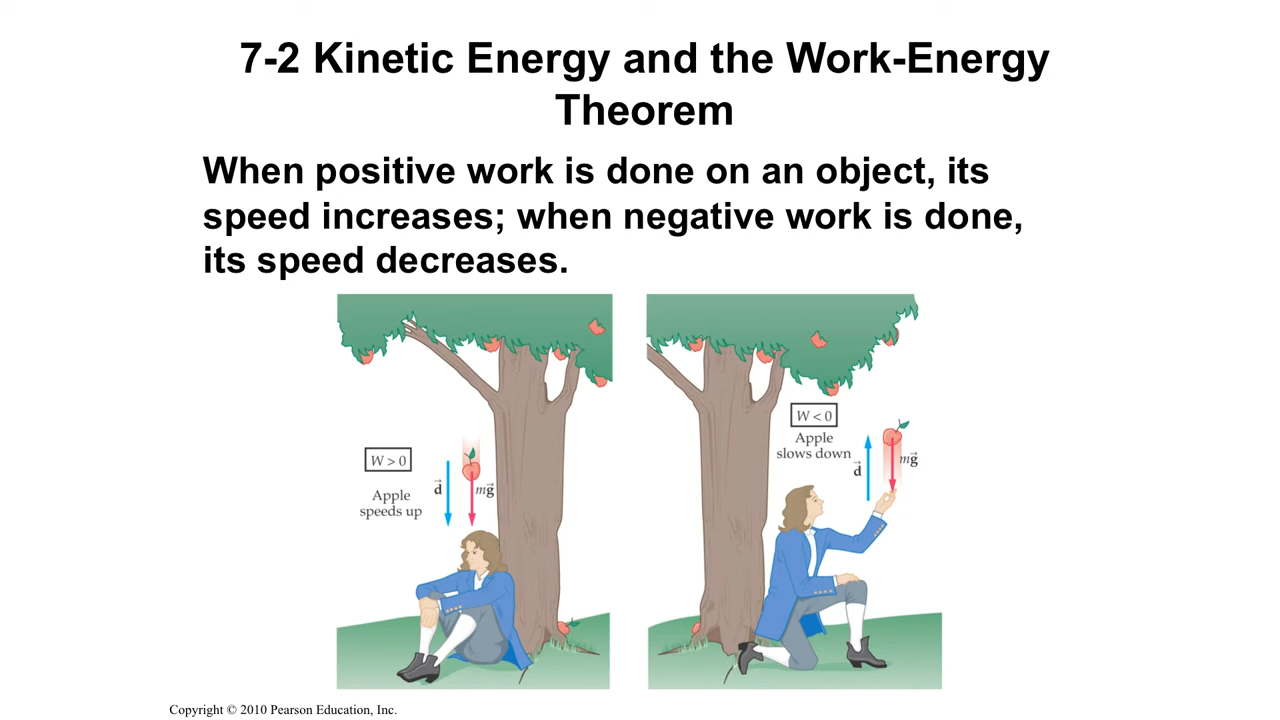 7-2 Kinetic Energy and the Work-Energy
Theorem
When positive work is done on an object, its
speed increases; when negative work is done,
its speed decreases.
W > 0
Apple
speeds up
d⃗
mg⃗
W < 0
Apple
slows down
d⃗
mg⃗
Copyright © 2010 Pearson Education, Inc.